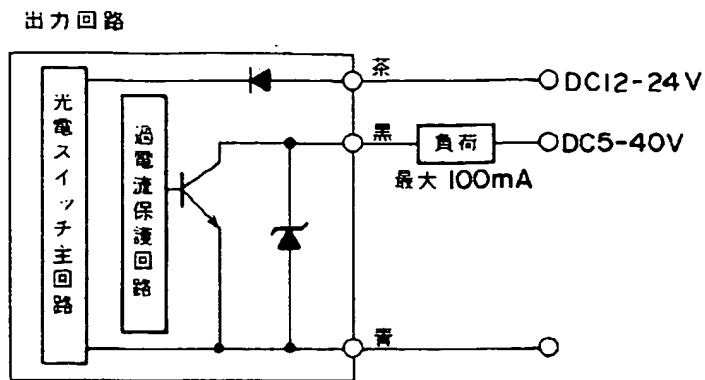 出力回路
茶
DC12-24V
黒
負荷
DC5-40V
最大 100mA
青
光電スイッチ主回路
過電流保護回路